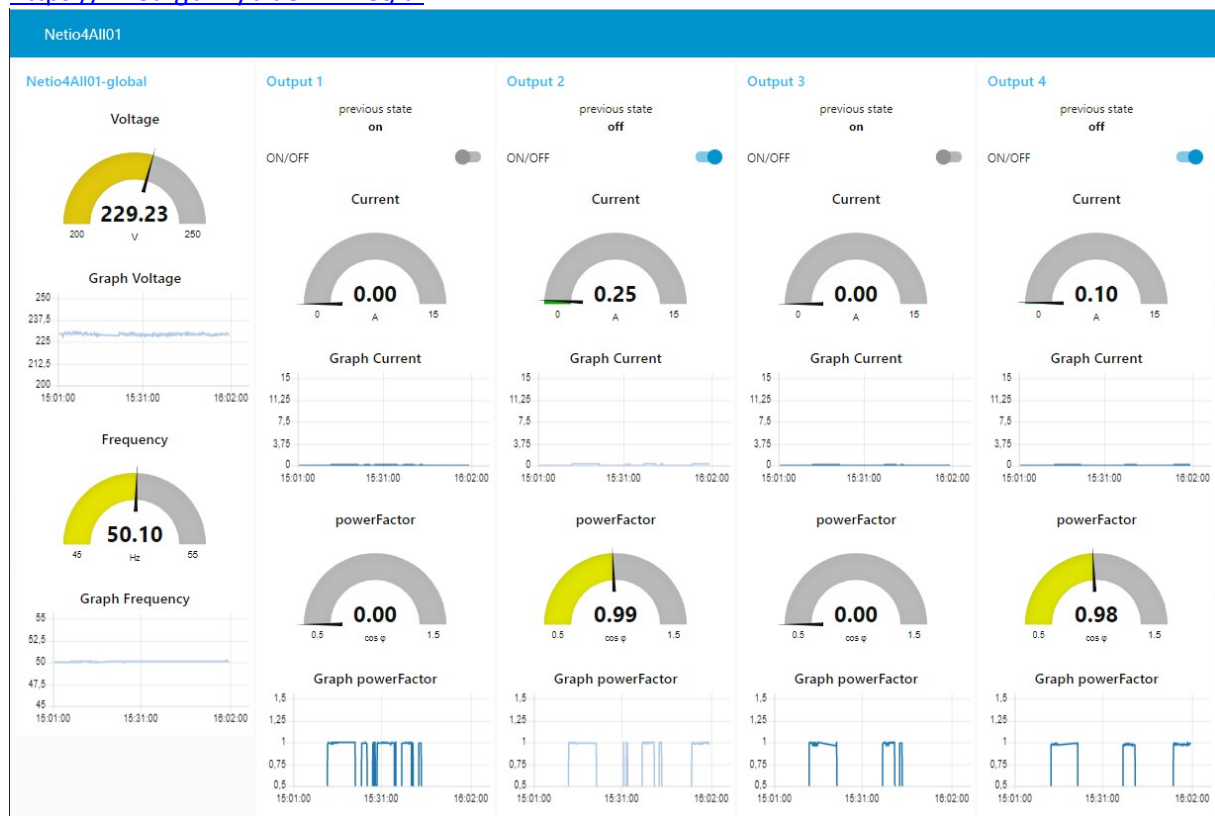 Netio4All01
Netio4All01-global
Voltage
229.23
200 V 250
Graph Voltage
250
237,5
225
212,5
200
15:01:00 15:31:00 16:02:00
Frequency
50.10
45 Hz 55
Graph Frequency
55
52,5
50
47,5
45
15:01:00 15:31:00 16:02:00
Output 1
previous state
on
ON/OFF
Current
0.00
0 A 15
Graph Current
15
11,25
7,5
3,75
0
15:01:00 15:31:00 16:02:00
powerFactor
0.00
0.5 cos φ 1.5
Graph powerFactor
1,5
1,25
1
0,75
0,5
15:01:00 15:31:00 16:02:00
Output 2
previous state
off
ON/OFF
Current
0.25
0 A 15
Graph Current
15
11,25
7,5
3,75
0
15:01:00 15:31:00 16:02:00
powerFactor
0.99
0.5 cos φ 1.5
Graph powerFactor
1,5
1,25
1
0,75
0,5
15:01:00 15:31:00 16:02:00
Output 3
previous state
on
ON/OFF
Current
0.00
0 A 15
Graph Current
15
11,25
7,5
3,75
0
15:01:00 15:31:00 16:02:00
powerFactor
0.00
0.5 cos φ 1.5
Graph powerFactor
1,5
1,25
1
0,75
0,5
15:01:00 15:31:00 16:02:00
Output 4
previous state
off
ON/OFF
Current
0.10
0 A 15
Graph Current
15
11,25
7,5
3,75
0
15:01:00 15:31:00 16:02:00
powerFactor
0.98
0.5 cos φ 1.5
Graph powerFactor
1,5
1,25
1
0,75
0,5
15:01:00 15:31:00 16:02:00